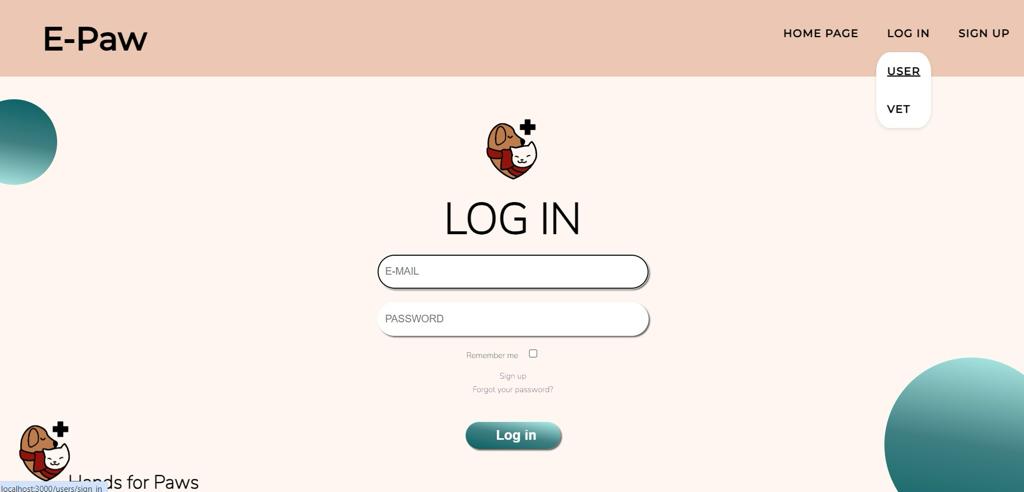 E-Paw
HOME PAGE LOG IN SIGN UP
USER
VET
LOG IN
E-MAIL
PASSWORD
Remember me
Sign up
Forgot your password?
Log in
Hands for Paws
localhost:3000/users/sign_in